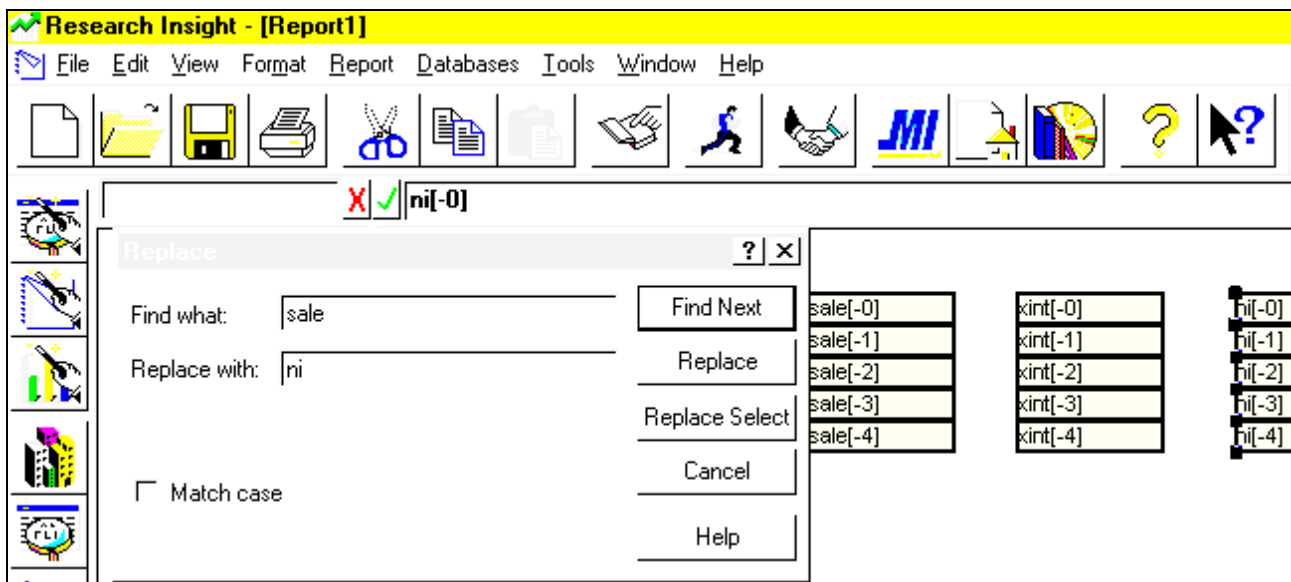 Research Insight - [Report1]
File Edit View Format Report Databases Tools Window Help
MI
ni[-0]
Replace
Find what: sale Find Next
Replace with: ni Replace
Replace Select
Match case Cancel
Help
sale[-0] xint[-0] ni[-0]
sale[-1] xint[-1] ni[-1]
sale[-2] xint[-2] ni[-2]
sale[-3] xint[-3] ni[-3]
sale[-4] xint[-4] ni[-4]